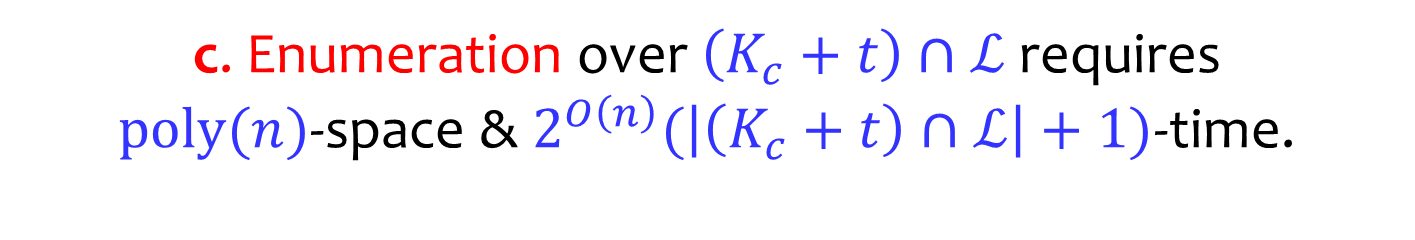 c. Enumeration over (K_c + t) ∩ ℒ requires
poly(n)-space & 2^{O(n)}(|(K_c + t) ∩ ℒ| + 1)-time.